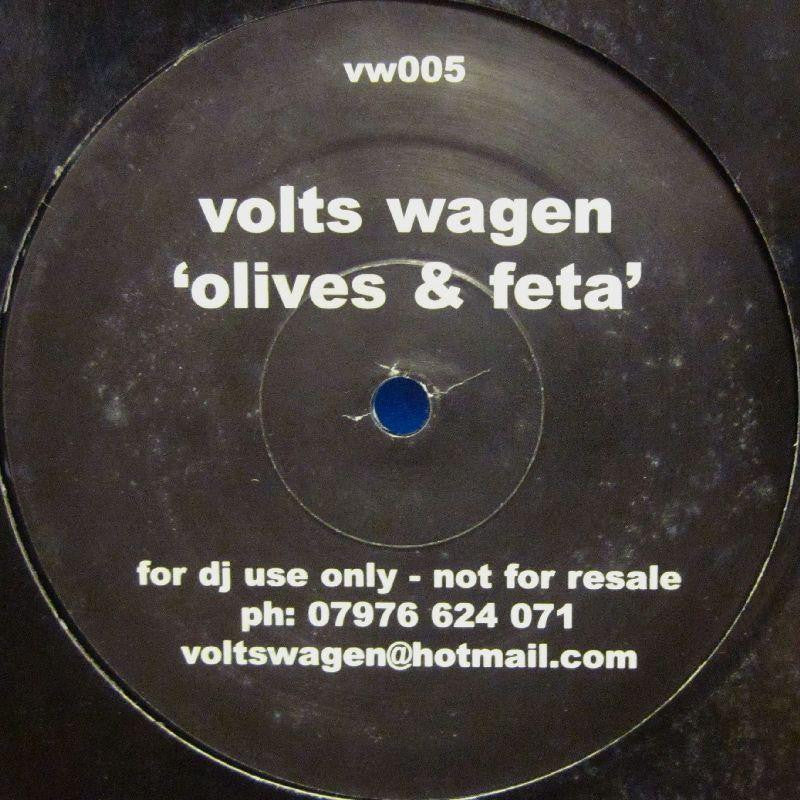 vw005
volts wagen
‘olives & feta’
for dj use only - not for resale
ph: 07976 624 071
voltswagen@hotmail.com